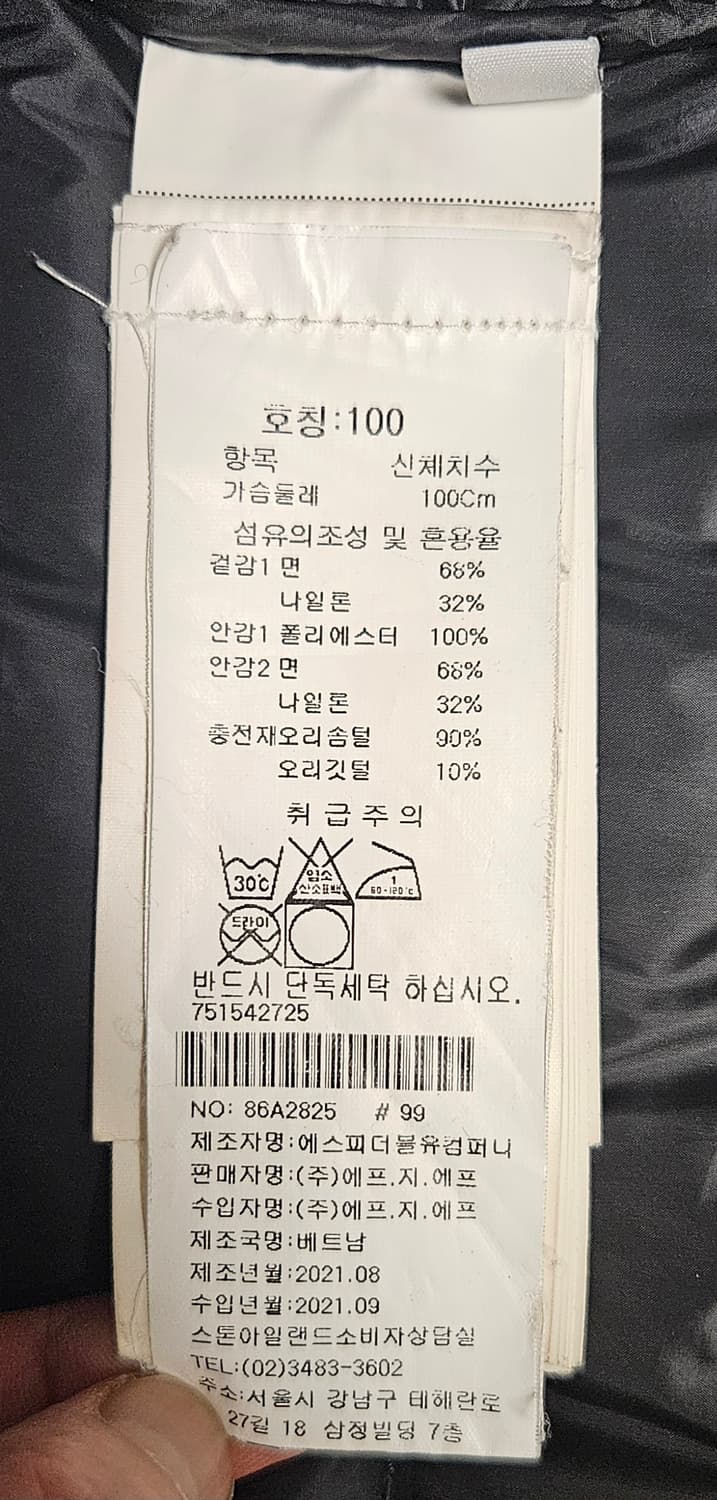 호칭:100
항목 신체치수
가슴둘레 100Cm
섬유의조성 및 혼용율
겉감1 면 68%
나일론 32%
안감1 폴리에스터 100%
안감2 면 68%
나일론 32%
충전재오리솜털 90%
오리깃털 10%
취급주의
30℃
염소
산소표백
1
60-120℃
드라이
반드시 단독세탁 하십시오.
751542725
NO: 86A2825 # 99
제조자명:에스피더블유컴퍼니
판매자명:(주)에프.지.에프
수입자명:(주)에프.지.에프
제조국명:베트남
제조년월:2021.08
수입년월:2021.09
스톤아일랜드소비자상담실
TEL:(02)3483-3602
주소:서울시 강남구 테해란로
27길 18 삼정빌딩 7층